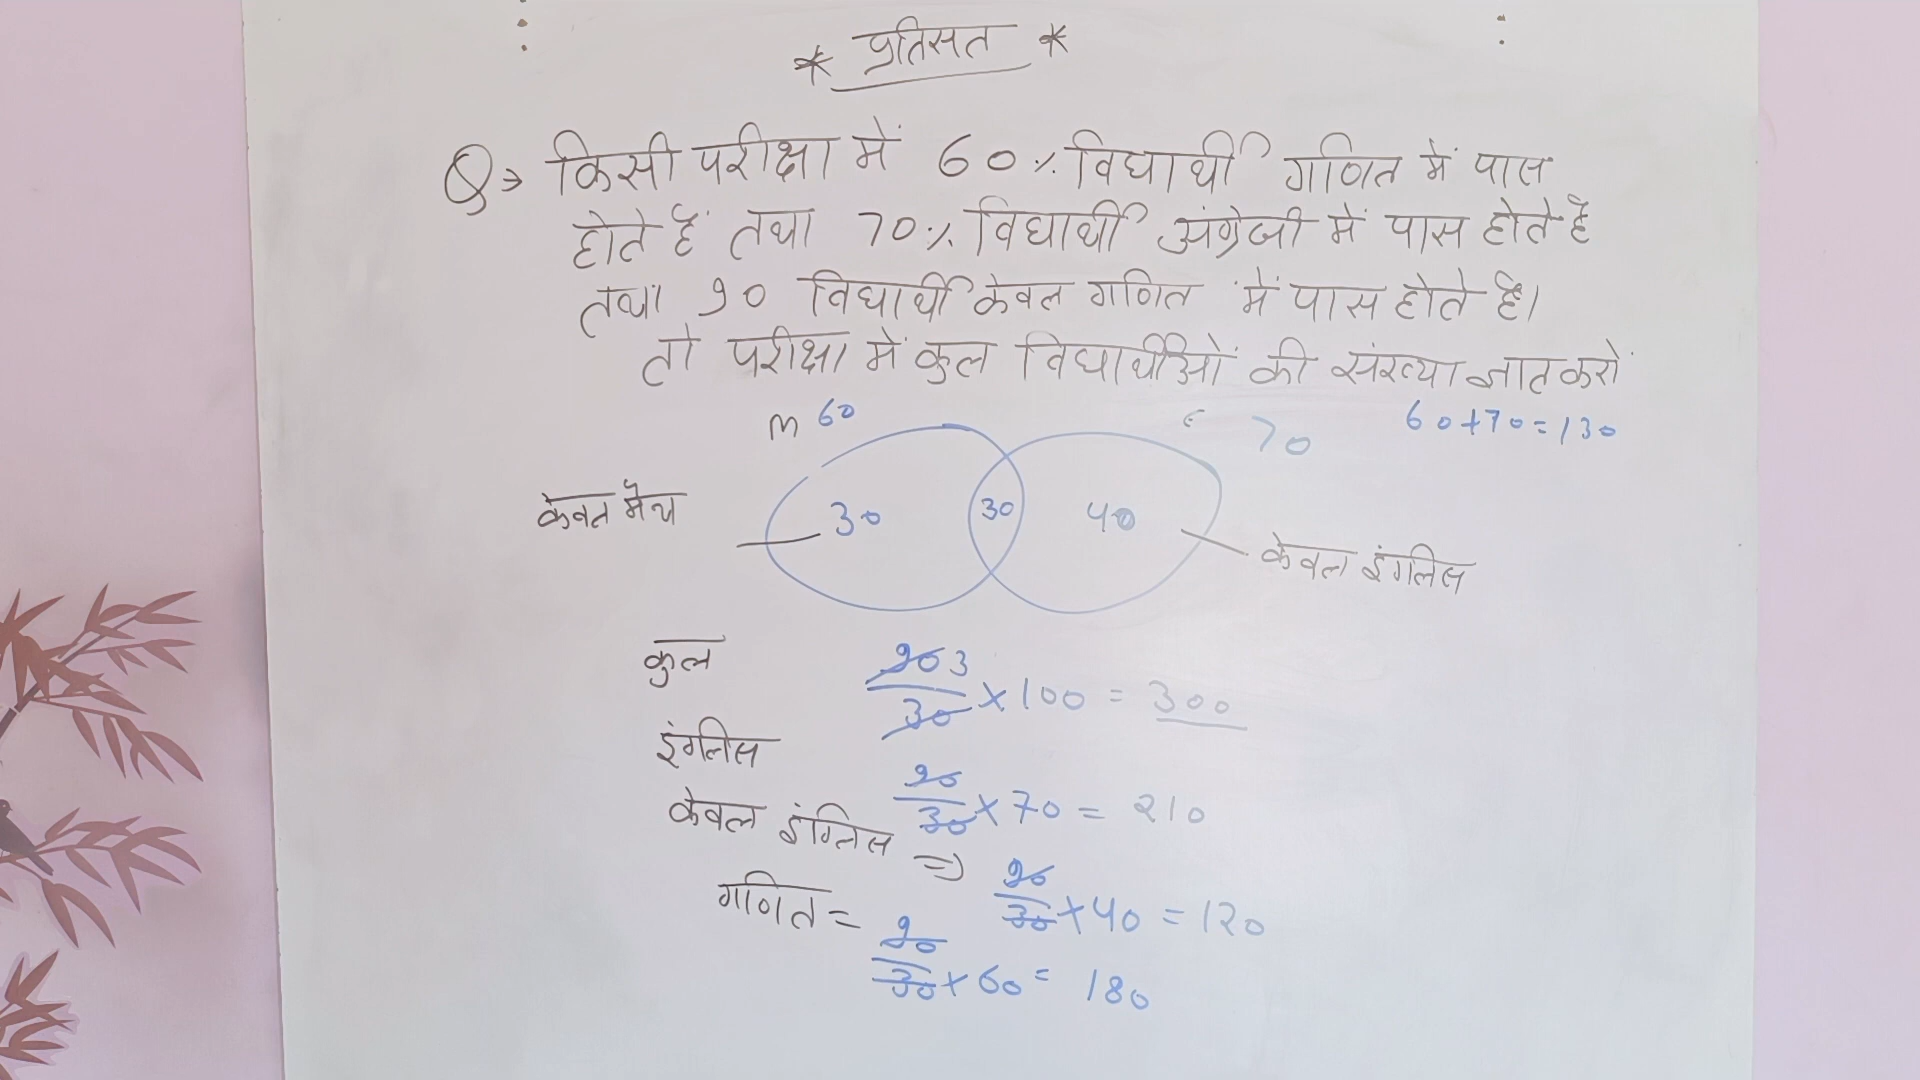 * प्रतिसत *
Q→ किसी परीक्षा में 60% विद्यार्थी गणित में पास
होते हैं तथा 70% विद्यार्थी अंग्रेजी में पास होते है
तथा 90 विद्यार्थी केवल गणित में पास होते है।
तो परीक्षा में कुल विद्यार्थीओं की संख्या ज्ञात करों
M 60 E 70 60+70=130
केवल मैथ 30 30 40 केवल इंगलिस
कुल 90/30 3 × 100 = 300
इंगलिस 90/30 × 70 = 210
केवल इंग्लिस ⇒ 90/30 × 40 = 120
गणित = 90/30 × 60 = 180